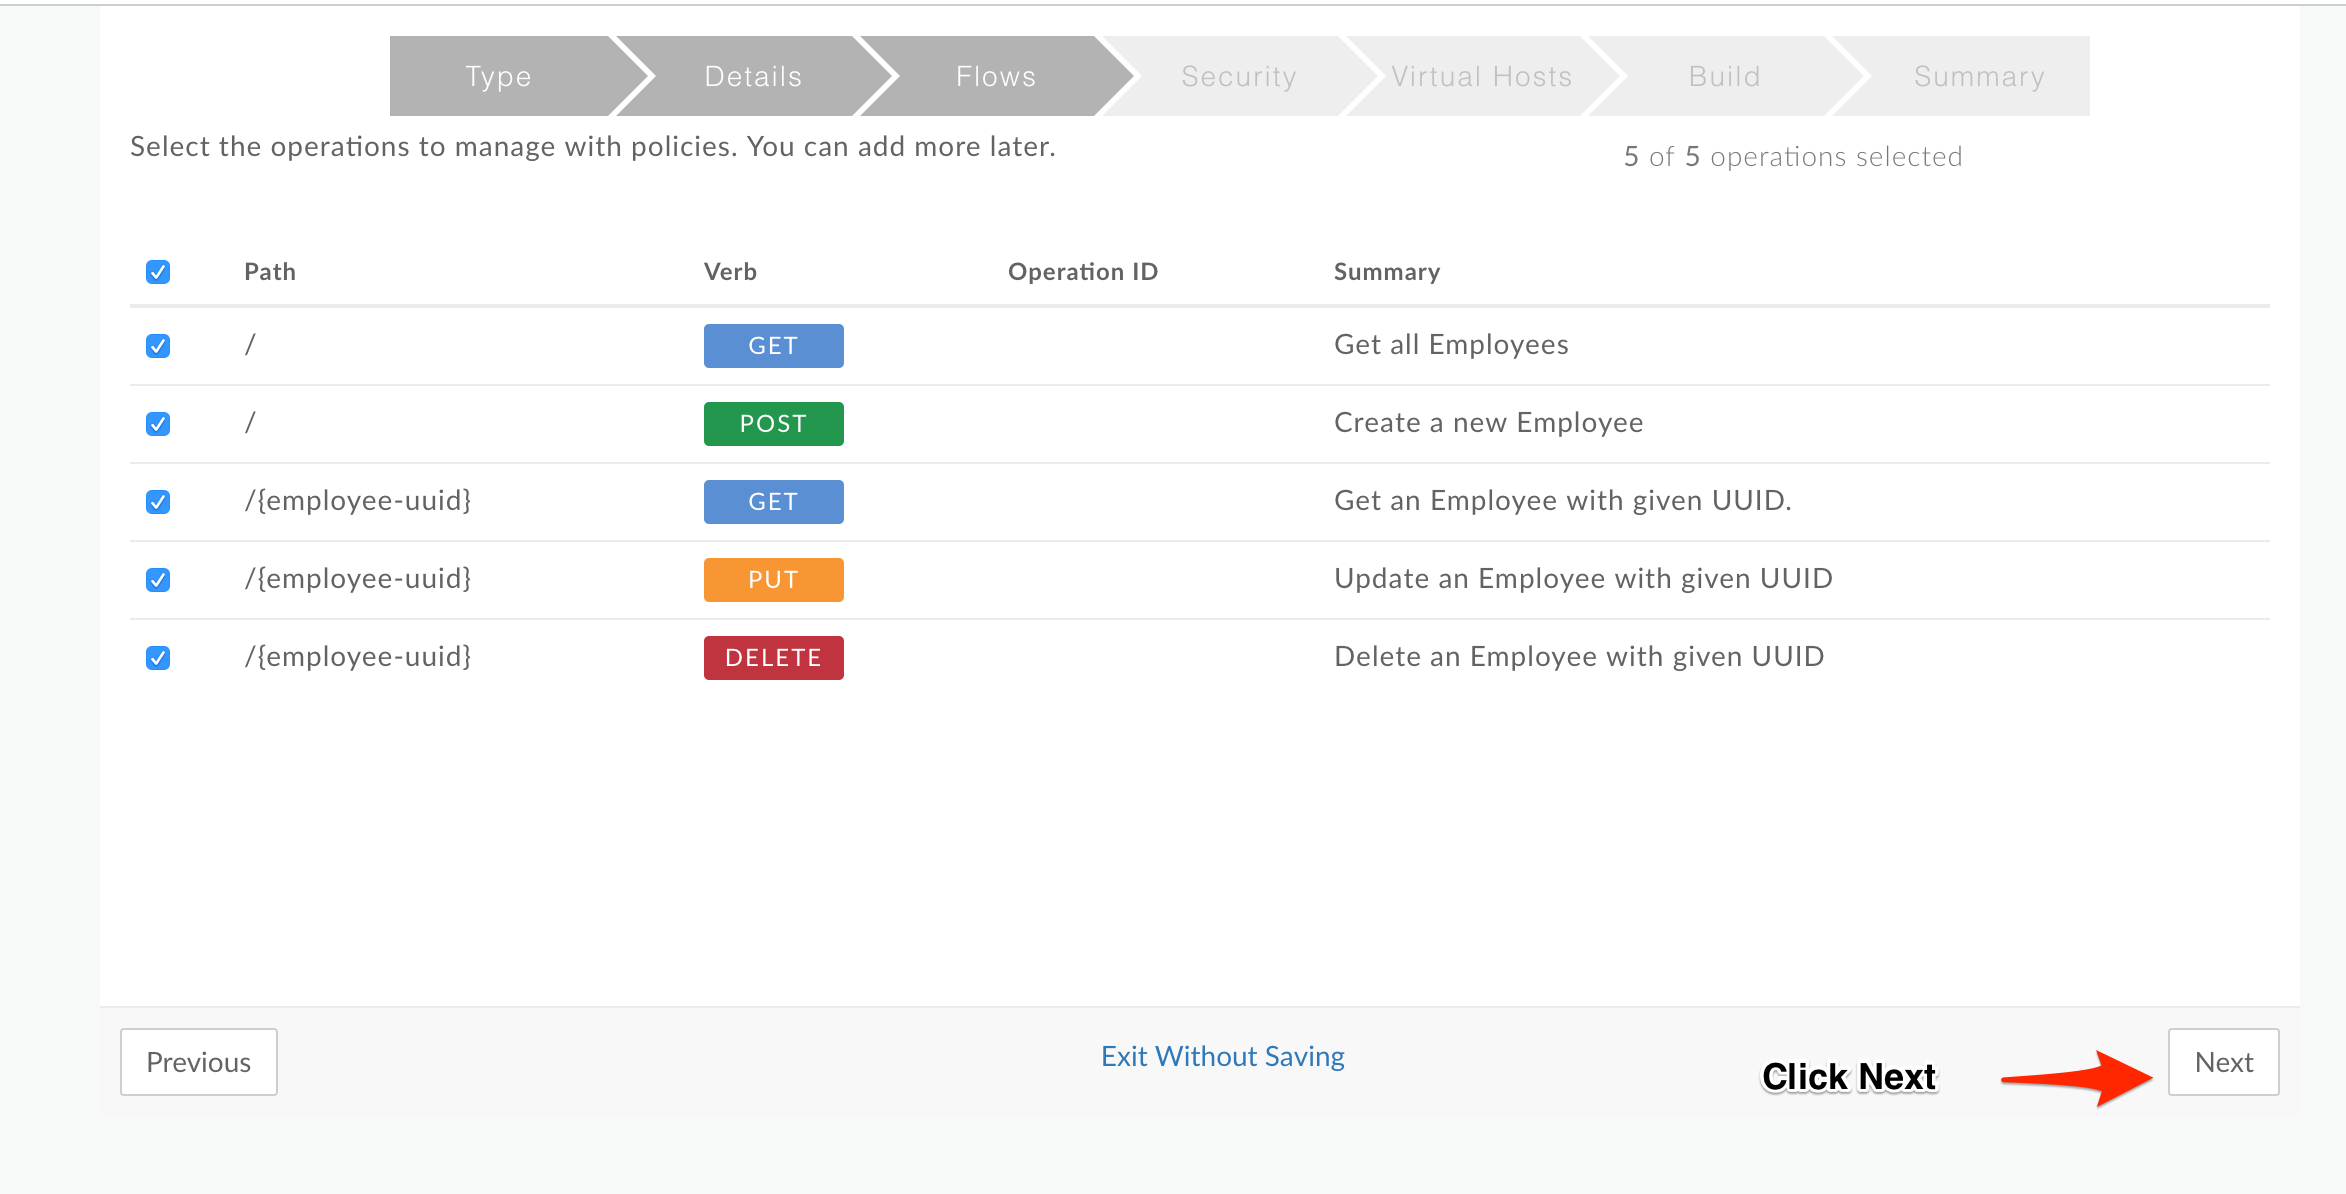 Type Details Flows Security Virtual Hosts Build Summary
Select the operations to manage with policies. You can add more later.
5 of 5 operations selected
Path Verb Operation ID Summary
/ GET Get all Employees
/ POST Create a new Employee
/{employee-uuid} GET Get an Employee with given UUID.
/{employee-uuid} PUT Update an Employee with given UUID
/{employee-uuid} DELETE Delete an Employee with given UUID
Previous Exit Without Saving Click Next Next